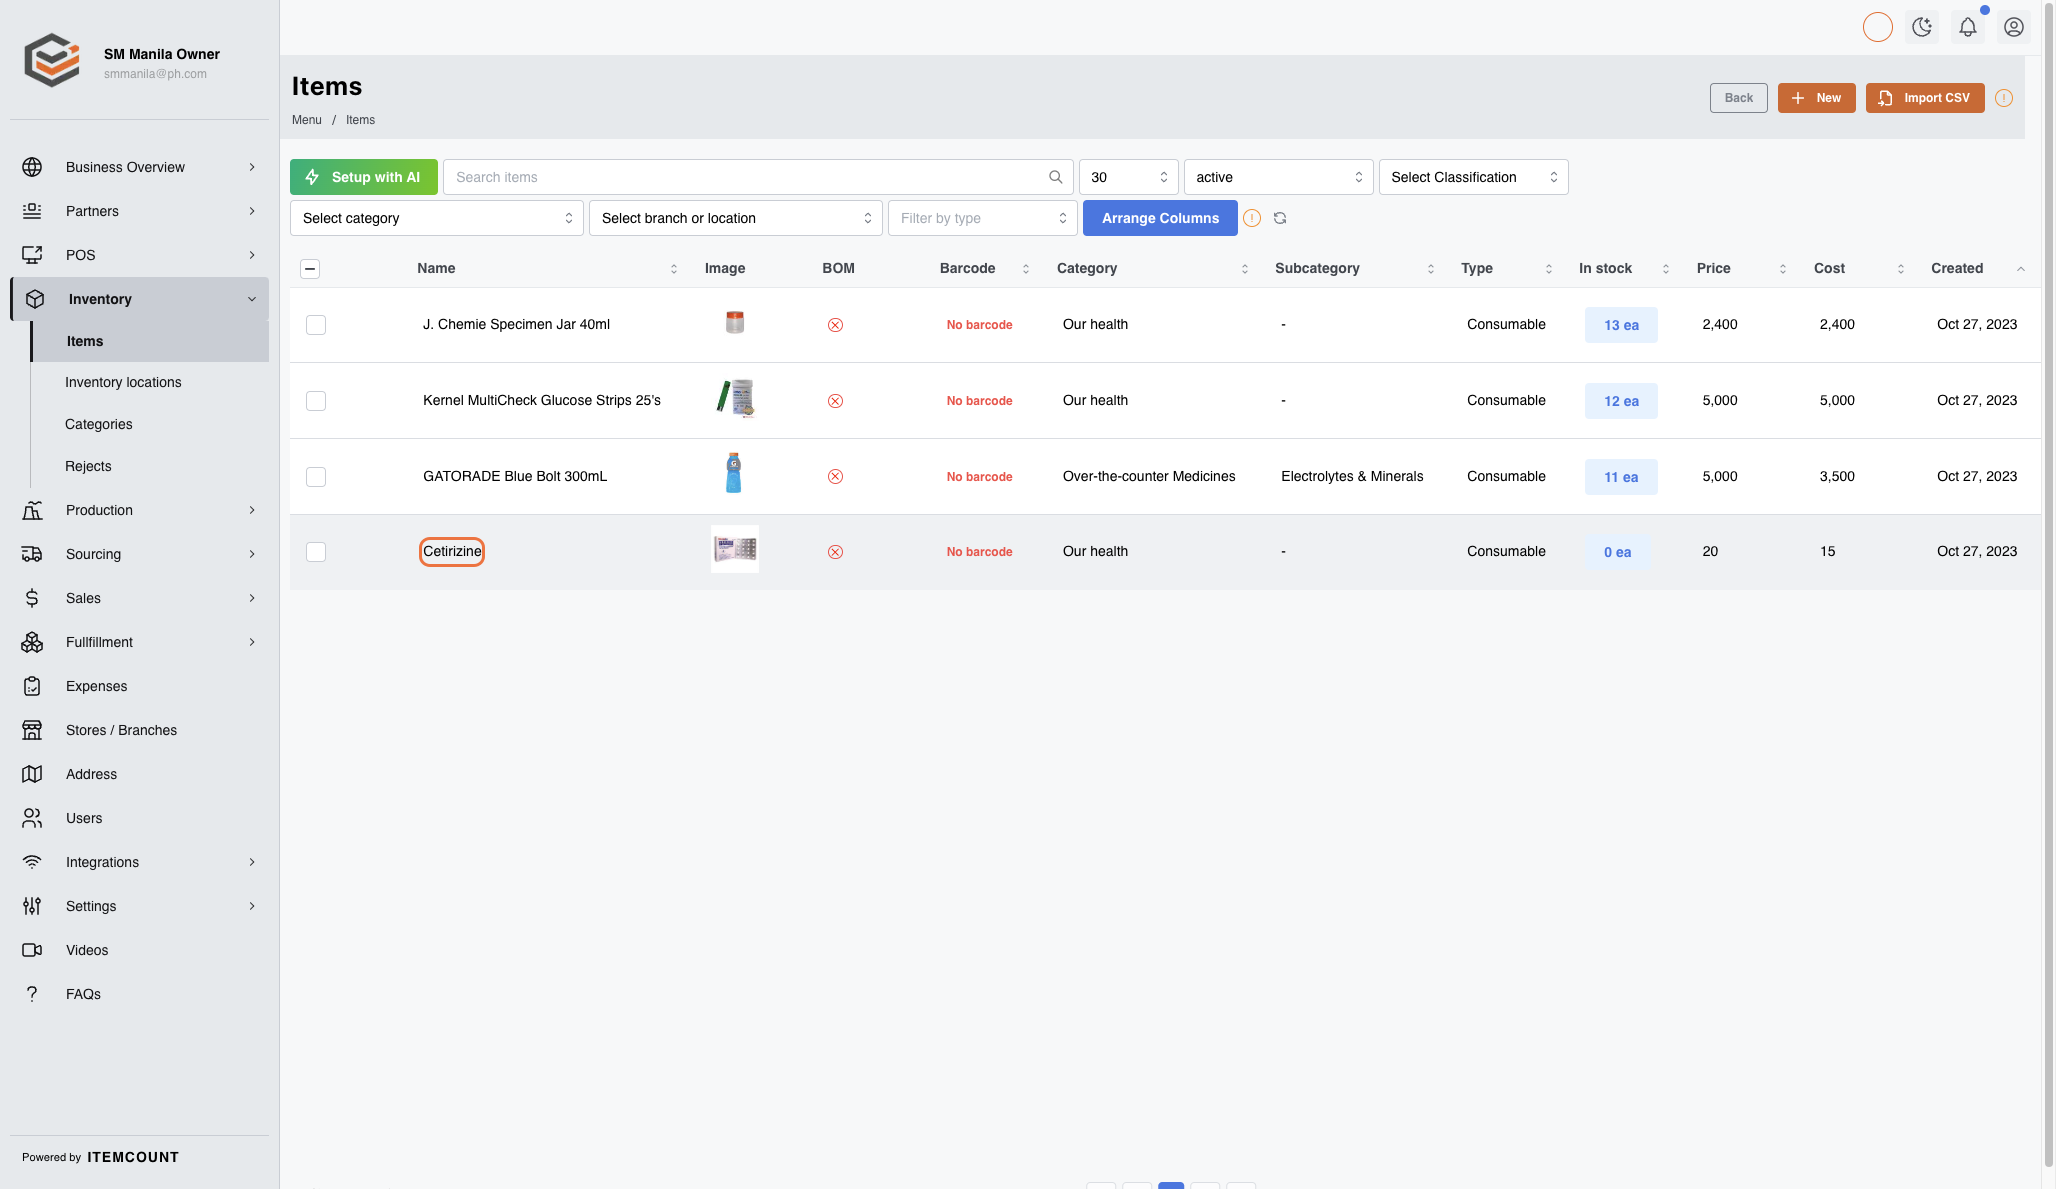 SM Manila Owner
smmanila@ph.com
Business Overview
Partners
POS
Inventory
Items
Inventory locations
Categories
Rejects
Production
Sourcing
Sales
Fullfillment
Expenses
Stores / Branches
Address
Users
Integrations
Settings
Videos
FAQs
Powered by ITEMCOUNT
Items
Menu / Items
Back
New
Import CSV
Setup with AI
Search items
30
active
Select Classification
Select category
Select branch or location
Filter by type
Arrange Columns
Name Image BOM Barcode Category Subcategory Type In stock Price Cost Created
J. Chemie Specimen Jar 40ml No barcode Our health - Consumable 13 ea 2,400 2,400 Oct 27, 2023
Kernel MultiCheck Glucose Strips 25's No barcode Our health - Consumable 12 ea 5,000 5,000 Oct 27, 2023
GATORADE Blue Bolt 300mL No barcode Over-the-counter Medicines Electrolytes & Minerals Consumable 11 ea 5,000 3,500 Oct 27, 2023
Cetirizine No barcode Our health - Consumable 0 ea 20 15 Oct 27, 2023